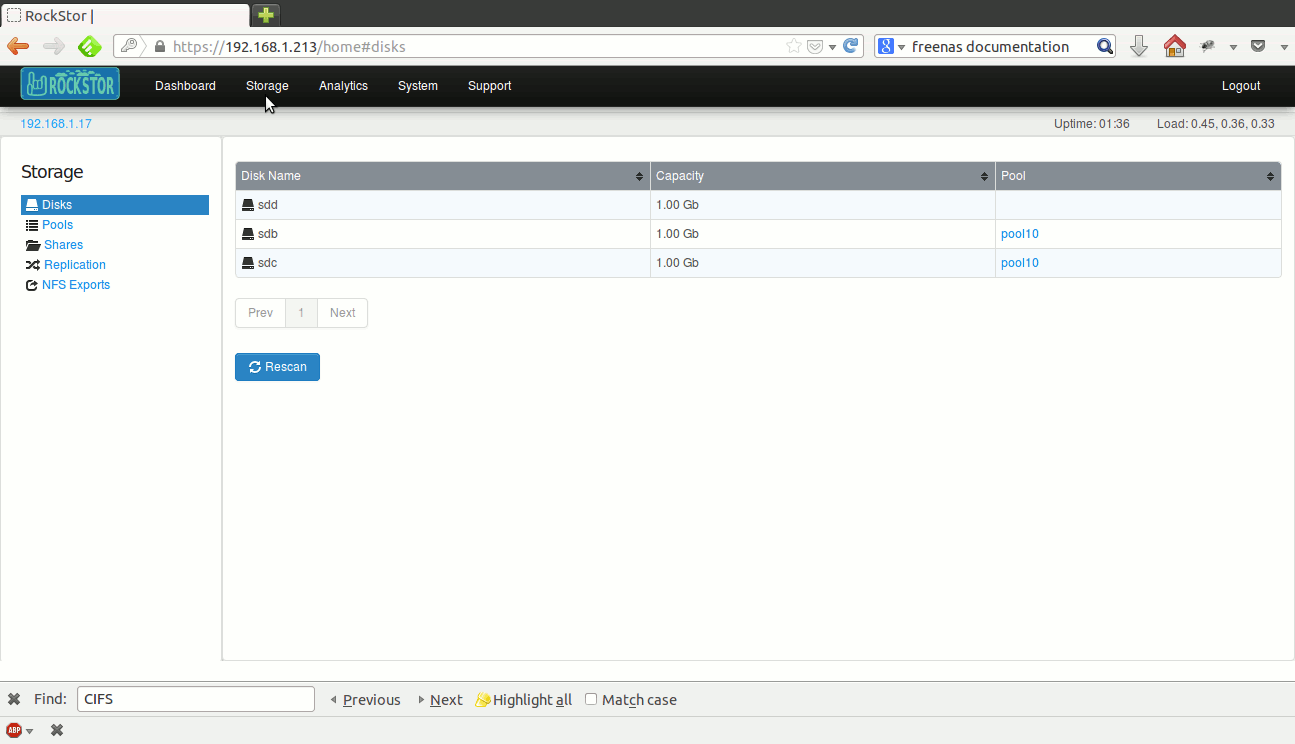 RockStor |
https://192.168.1.213/home#disks
freenas documentation
ROCKSTOR Dashboard Storage Analytics System Support Logout
192.168.1.17 Uptime: 01:36 Load: 0.45, 0.36, 0.33
Storage
Disks
Pools
Shares
Replication
NFS Exports
Disk Name Capacity Pool
sdd 1.00 Gb
sdb 1.00 Gb pool10
sdc 1.00 Gb pool10
Prev 1 Next
Rescan
Find: CIFS Previous Next Highlight all Match case
ABP